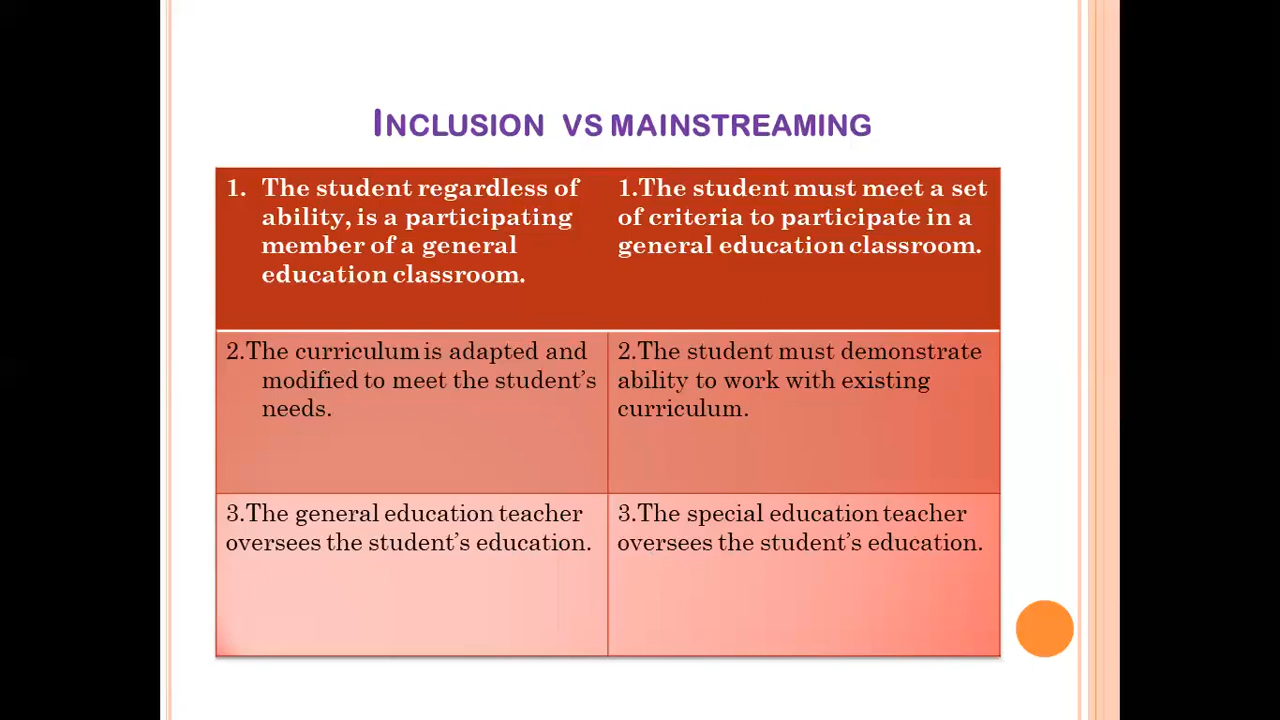 INCLUSION VS MAINSTREAMING
1. The student regardless of
ability, is a participating
member of a general
education classroom.
1.The student must meet a set
of criteria to participate in a
general education classroom.
2.The curriculum is adapted and
modified to meet the student’s
needs.
2.The student must demonstrate
ability to work with existing
curriculum.
3.The general education teacher
oversees the student’s education.
3.The special education teacher
oversees the student’s education.